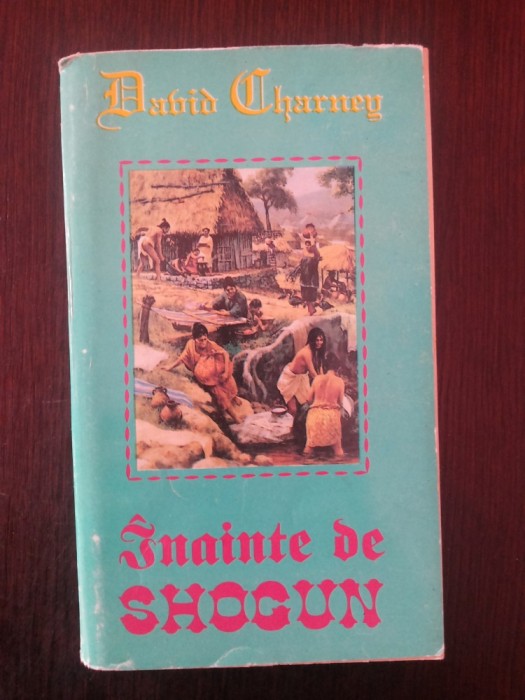 David Charney
Înainte de
SHOGUN